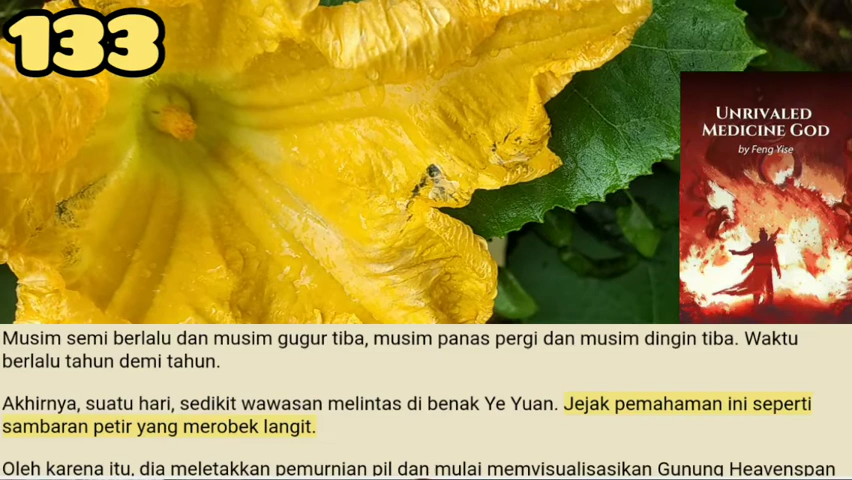 133
UNRIVALED
MEDICINE GOD
by Feng Yise
Musim semi berlalu dan musim gugur tiba, musim panas pergi dan musim dingin tiba. Waktu
berlalu tahun demi tahun.
Akhirnya, suatu hari, sedikit wawasan melintas di benak Ye Yuan. Jejak pemahaman ini seperti
sambaran petir yang merobek langit.
Oleh karena itu, dia meletakkan pemurnian pil dan mulai memvisualisasikan Gunung Heavenspan